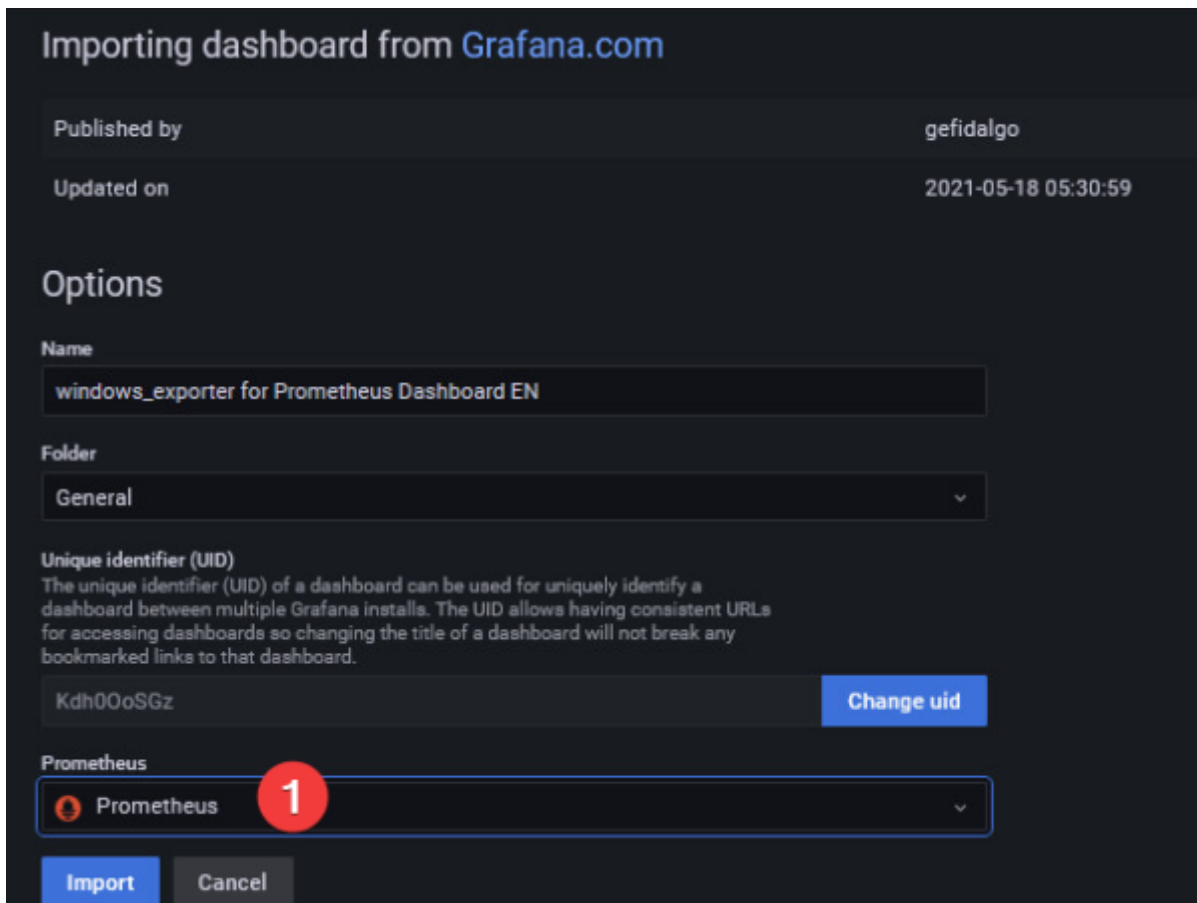 Importing dashboard from Grafana.com
Published by gefidalgo
Updated on 2021-05-18 05:30:59
Options
Name
windows_exporter for Prometheus Dashboard EN
Folder
General
Unique identifier (UID)
The unique identifier (UID) of a dashboard can be used for uniquely identify a
dashboard between multiple Grafana installs. The UID allows having consistent URLs
for accessing dashboards so changing the title of a dashboard will not break any
bookmarked links to that dashboard.
Kdh0OoSGz Change uid
Prometheus
Prometheus 1
Import Cancel